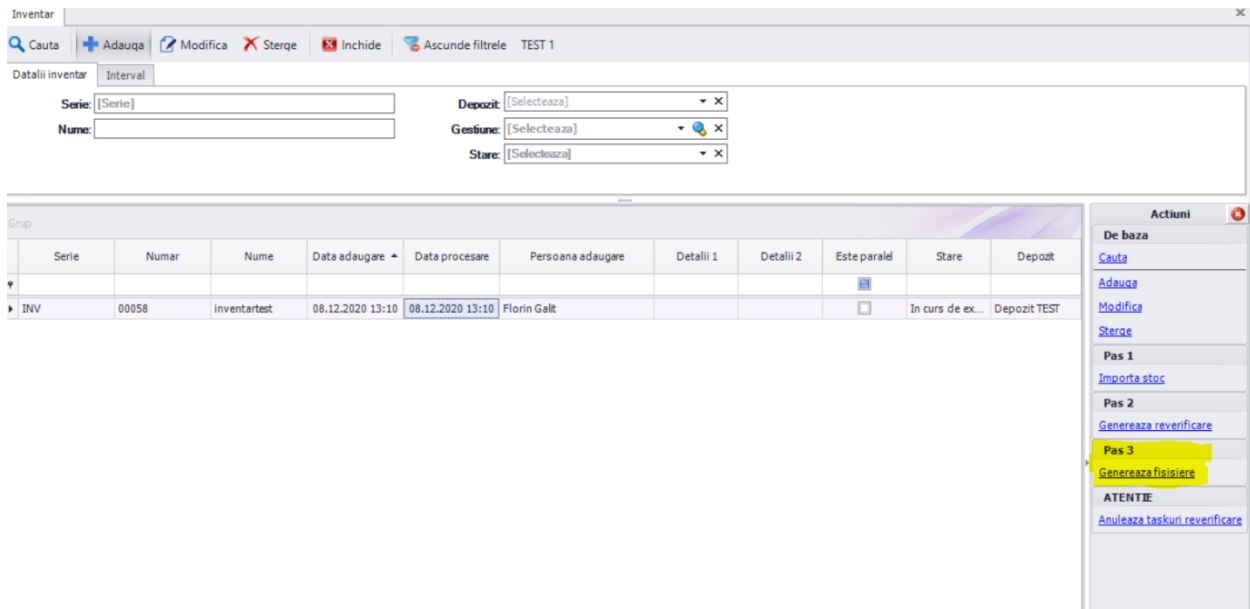 Inventar
Cauta Adauga Modifica Sterge Inchide Ascunde filtrele TEST 1
Datalii inventar Interval
Serie: [Serie] Depozit: [Selecteaza]
Nume: Gestiune: [Selecteaza]
Stare: [Selecteaza]
Grup
Serie Numar Nume Data adaugare Data procesare Persoana adaugare Detalii 1 Detalii 2 Este paralel Stare Depozit
INV 00058 inventartest 08.12.2020 13:10 08.12.2020 13:10 Florin Galit In curs de ex... Depozit TEST
Actiuni
De baza
Cauta
Adauga
Modifica
Sterge
Pas 1
Importa stoc
Pas 2
Genereaza reverificare
Pas 3
Genereaza fisisiere
ATENTIE
Anuleaza taskuri reverificare